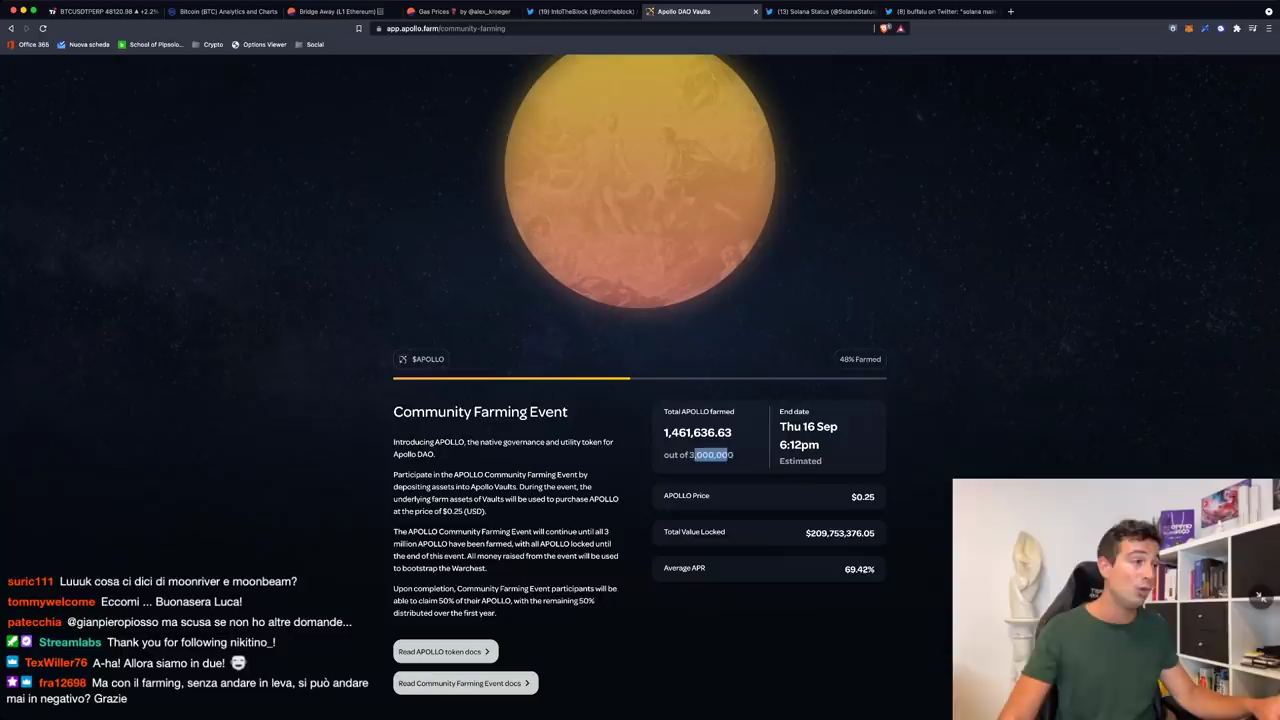 BTCUSDTPERP 48120.98 ▲ +2.2%
Bitcoin (BTC) Analytics and Charts
Bridge Away (L1 Ethereum)
Gas Prices by @alex_kroeger
(19) IntoTheBlock (@intotheblock)
Apollo DAO Vaults
(13) Solana Status (@SolanaStatus
(8) buffalu on Twitter: "solana mai
app.apollo.farm/community-farming
Office 365
Nuova scheda
School of Pipsolo...
Crypto
Options Viewer
Social
$APOLLO
48% Farmed
Community Farming Event
Introducing APOLLO, the native governance and utility token for
Apollo DAO.
Participate in the APOLLO Community Farming Event by
depositing assets into Apollo Vaults. During the event, the
underlying farm assets of Vaults will be used to purchase APOLLO
at the price of $0.25 (USD).
The APOLLO Community Farming Event will continue until all 3
million APOLLO have been farmed, with all APOLLO locked until
the end of this event. All money raised from the event will be used
to bootstrap the Warchest.
Upon completion, Community Farming Event participants will be
able to claim 50% of their APOLLO, with the remaining 50%
distributed over the first year.
Read APOLLO token docs
Read Community Farming Event docs
Total APOLLO farmed
1,461,636.63
out of 3,000,000
End date
Thu 16 Sep
6:12pm
Estimated
APOLLO Price
$0.25
Total Value Locked
$209,753,376.05
Average APR
69.42%
suric111 Luuuk cosa ci dici di moonriver e moonbeam?
tommywelcome Eccomi ... Buonasera Luca!
patecchia @gianpieropiosso ma scusa se non ho altre domande...
Streamlabs Thank you for following nikitino_!
TexWiller76 A-ha! Allora siamo in due!
fra12698 Ma con il farming, senza andare in leva, si può andare
mai in negativo? Grazie